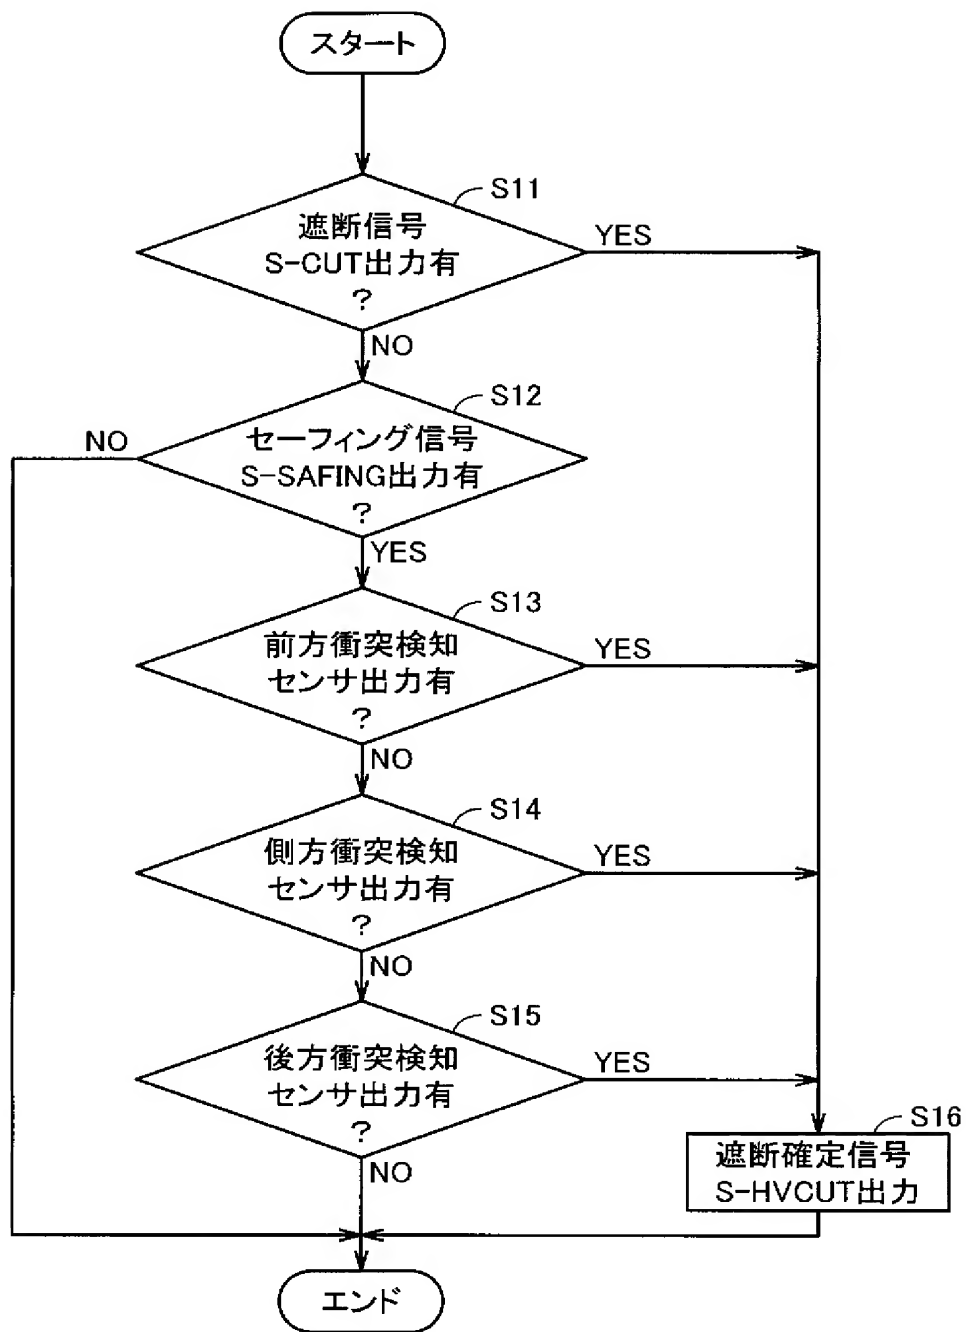 スタート
S11
遮断信号
S-CUT出力有
?
YES
NO
S12
NO
セーフィング信号
S-SAFING出力有
?
YES
S13
前方衝突検知
センサ出力有
?
YES
NO
S14
側方衝突検知
センサ出力有
?
YES
NO
S15
後方衝突検知
センサ出力有
?
YES
NO
S16
遮断確定信号
S-HVCUT出力
エンド